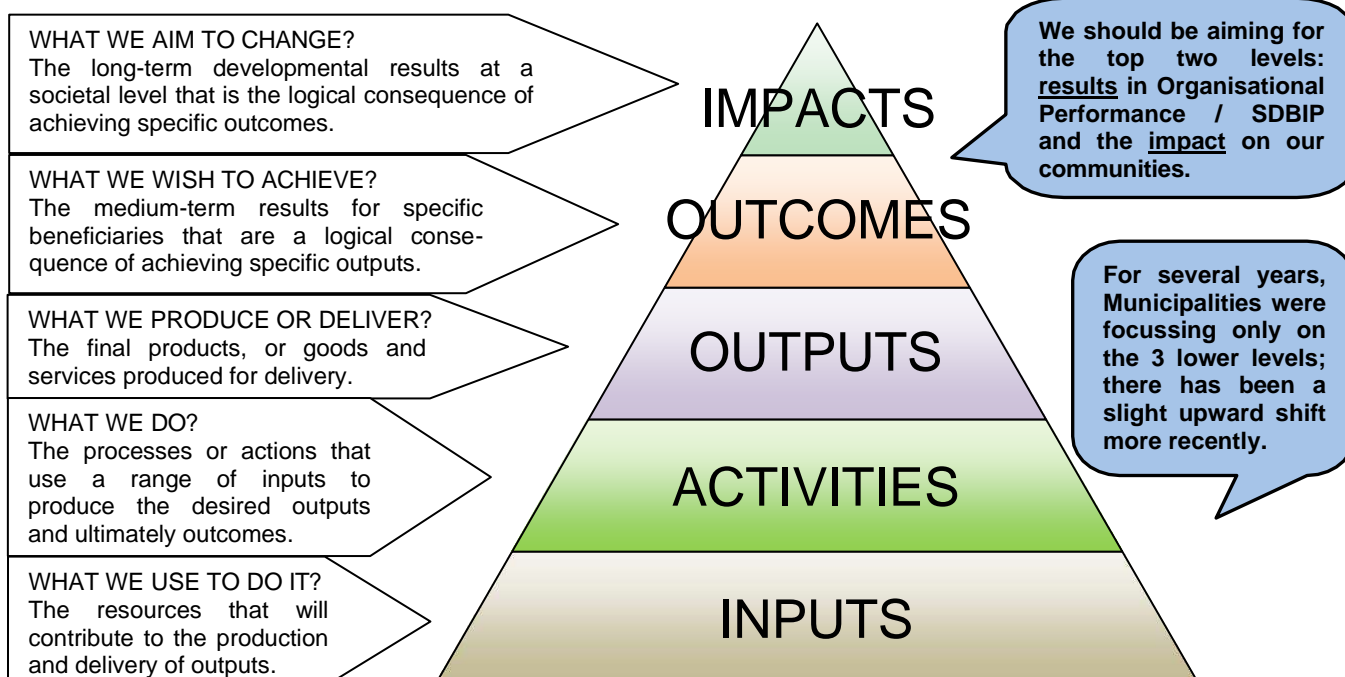 WHAT WE AIM TO CHANGE?
The long-term developmental results at a
societal level that is the logical consequence of
achieving specific outcomes.
IMPACTS
We should be aiming for
the top two levels:
results in Organisational
Performance / SDBIP
and the impact on our
communities.
WHAT WE WISH TO ACHIEVE?
The medium-term results for specific
beneficiaries that are a logical conse-
quence of achieving specific outputs.
OUTCOMES
WHAT WE PRODUCE OR DELIVER?
The final products, or goods and
services produced for delivery.
OUTPUTS
For several years,
Municipalities were
focussing only on
the 3 lower levels;
there has been a
slight upward shift
more recently.
WHAT WE DO?
The processes or actions that
use a range of inputs to
produce the desired outputs
and ultimately outcomes.
ACTIVITIES
WHAT WE USE TO DO IT?
The resources that will
contribute to the production
and delivery of outputs.
INPUTS